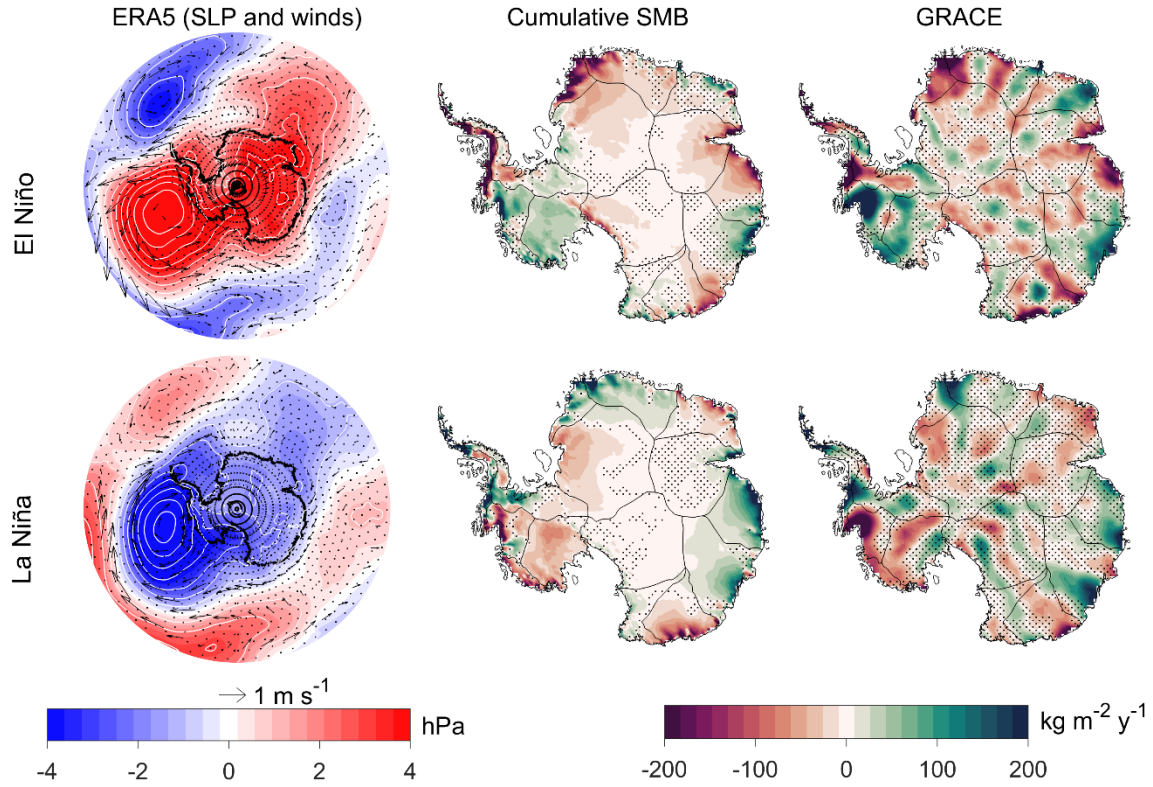 ERA5 (SLP and winds)
Cumulative SMB
GRACE
El Niño
La Niña
1 m s⁻¹
hPa
-4 -2 0 2 4
kg m⁻² y⁻¹
-200 -100 0 100 200